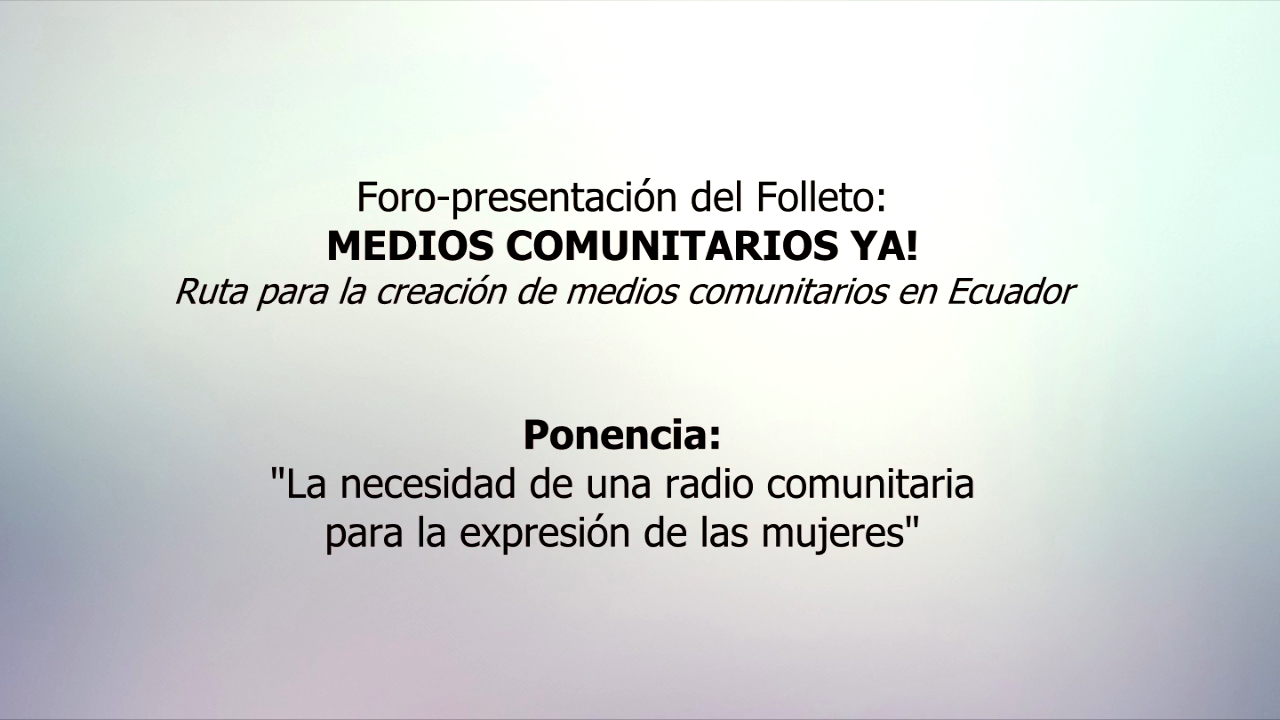 Foro-presentación del Folleto:
MEDIOS COMUNITARIOS YA!
Ruta para la creación de medios comunitarios en Ecuador
Ponencia:
"La necesidad de una radio comunitaria
para la expresión de las mujeres"